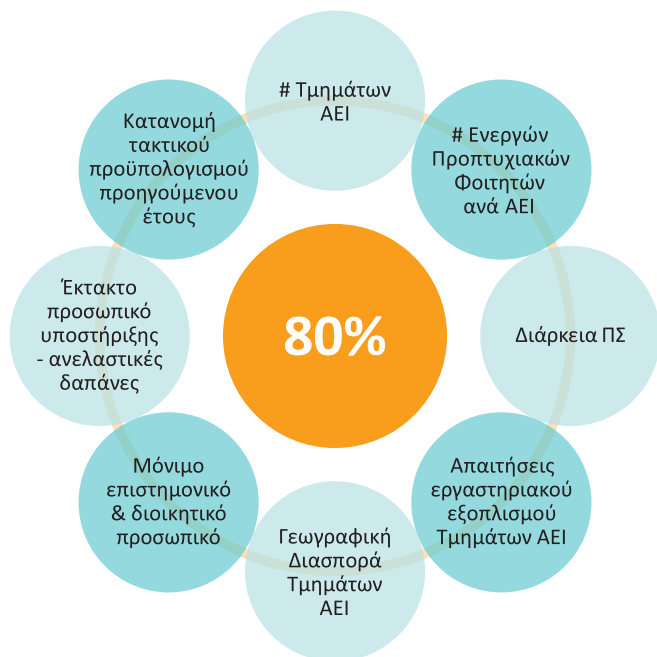 # Τμημάτων
ΑΕΙ
# Ενεργών
Προπτυχιακών
Φοιτητών
ανά ΑΕΙ
Διάρκεια ΠΣ
Απαιτήσεις
εργαστηριακού
εξοπλισμού
Τμημάτων ΑΕΙ
Γεωγραφική
Διασπορά
Τμημάτων
ΑΕΙ
Μόνιμο
επιστημονικό
& διοικητικό
προσωπικό
Έκτακτο
προσωπικό
υποστήριξης
- ανελαστικές
δαπάνες
Κατανομή
τακτικού
προϋπολογισμού
προηγούμενου
έτους
80%